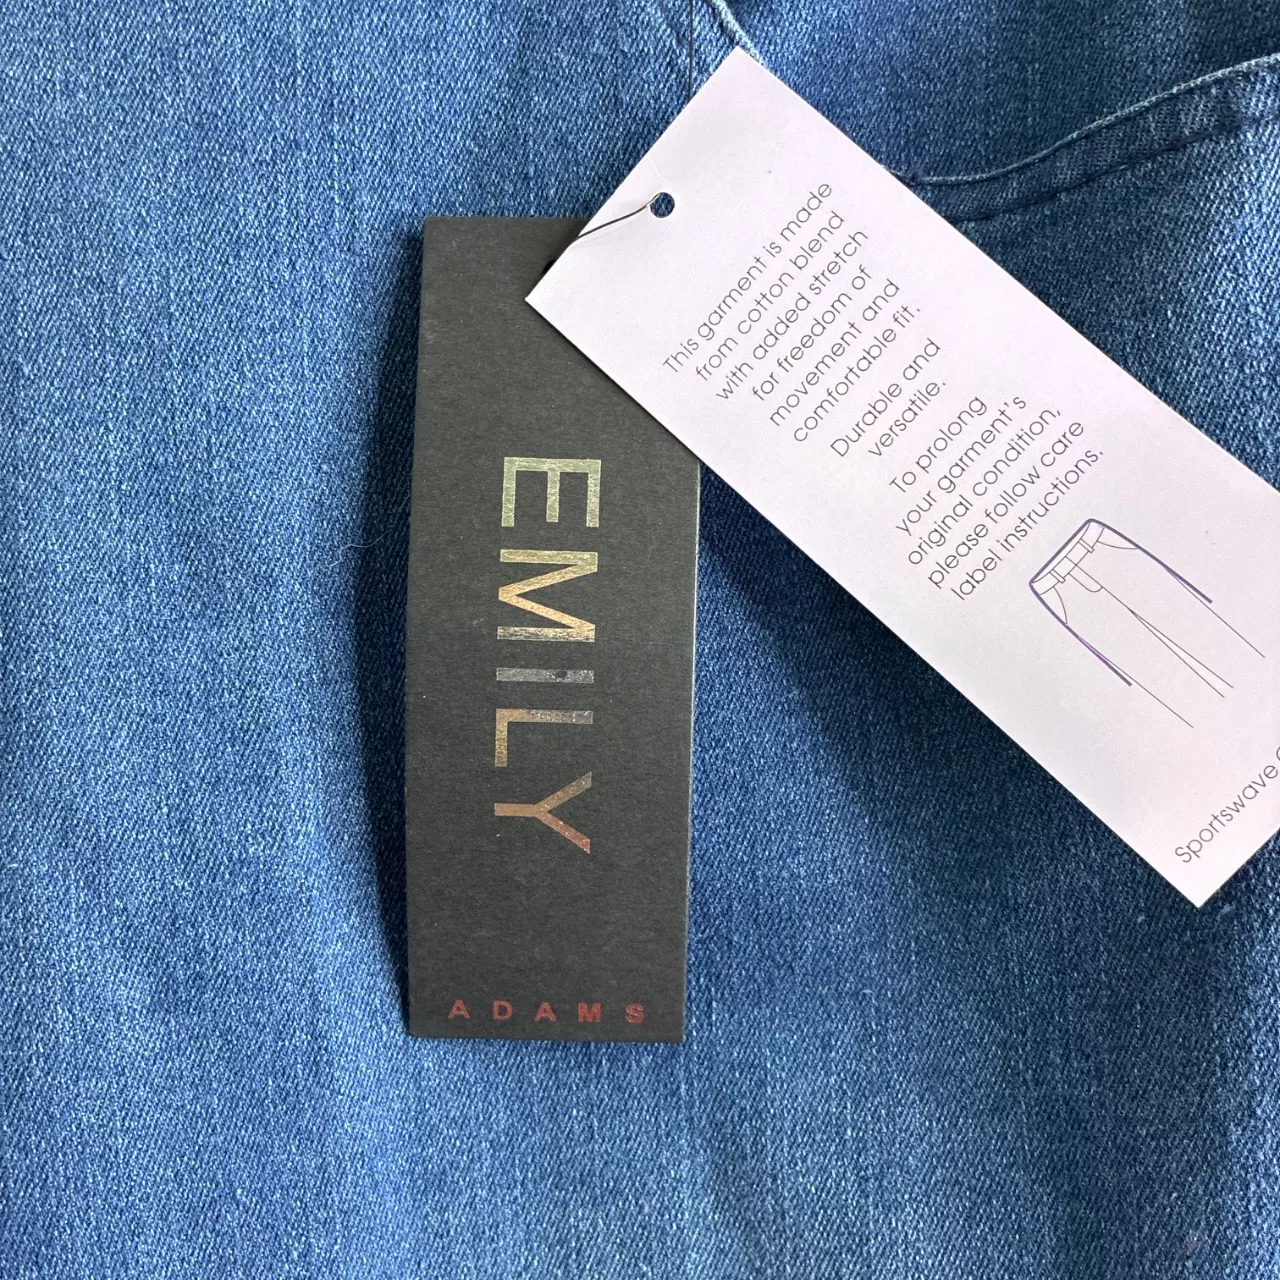 This garment is made
from cotton blend
with added stretch
for freedom of
movement and
comfortable fit.
Durable and
versatile.
To prolong
your garment's
original condition,
please follow care
label instructions.
Sportswave
EMILY
ADAMS